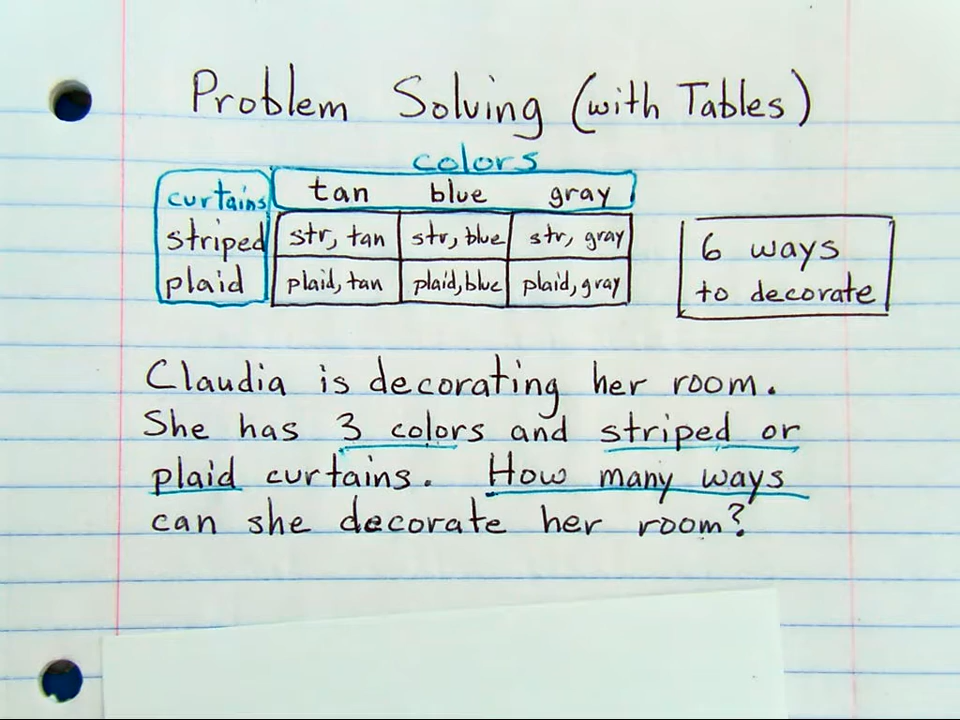 Problem Solving (with Tables)
colors
curtains tan blue gray
striped str, tan str, blue str, gray
plaid plaid, tan plaid, blue plaid, gray
6 ways
to decorate
Claudia is decorating her room.
She has 3 colors and striped or
plaid curtains. How many ways
can she decorate her room?